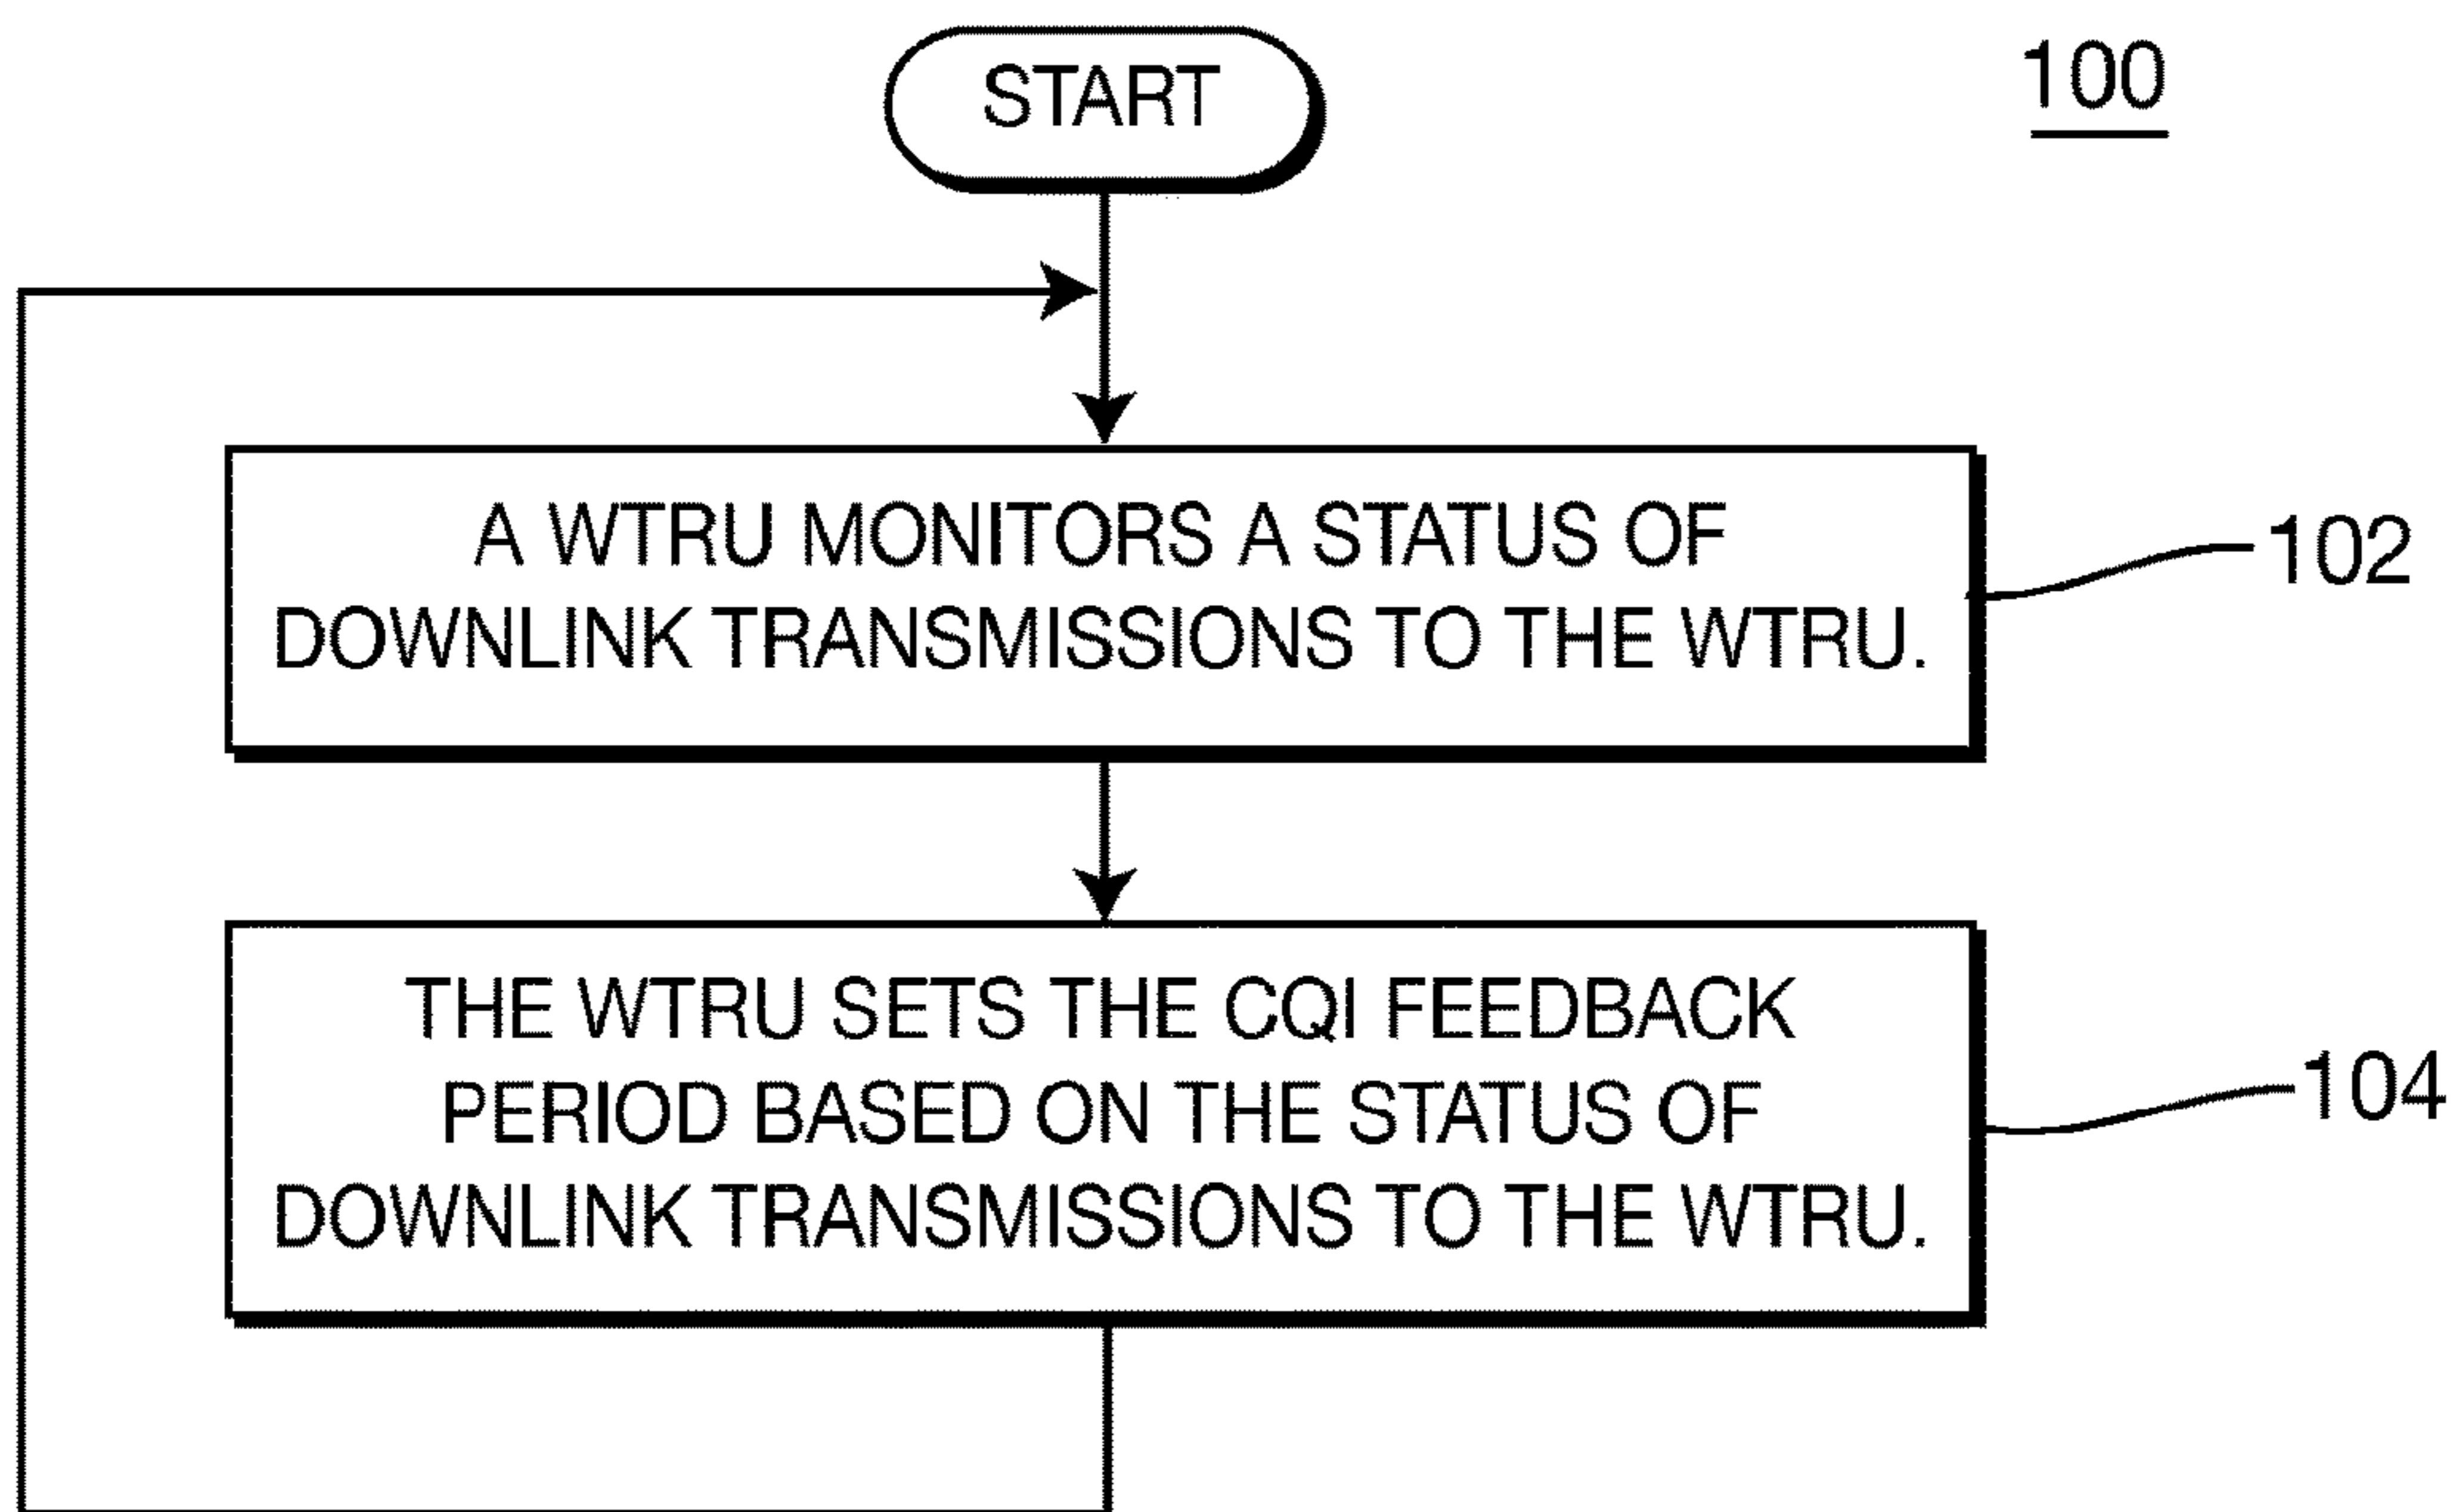 START
100
A WTRU MONITORS A STATUS OF
DOWNLINK TRANSMISSIONS TO THE WTRU.
102
THE WTRU SETS THE CQI FEEDBACK
PERIOD BASED ON THE STATUS OF
DOWNLINK TRANSMISSIONS TO THE WTRU.
104